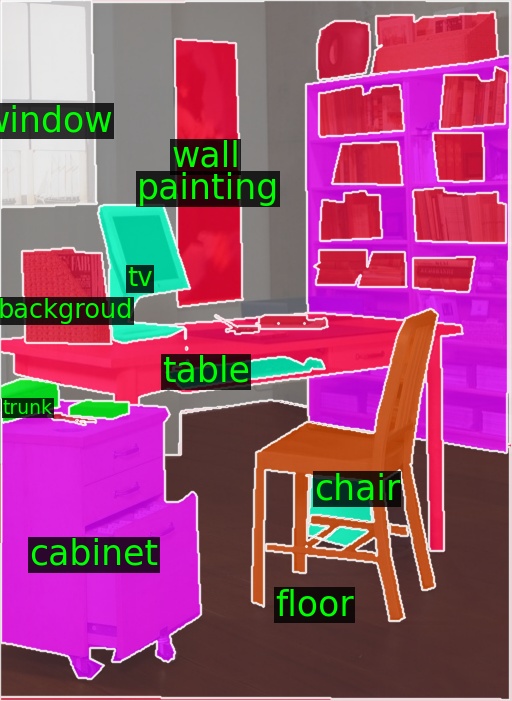 window
wall
painting
tv
backgroud
table
trunk
chair
cabinet
floor